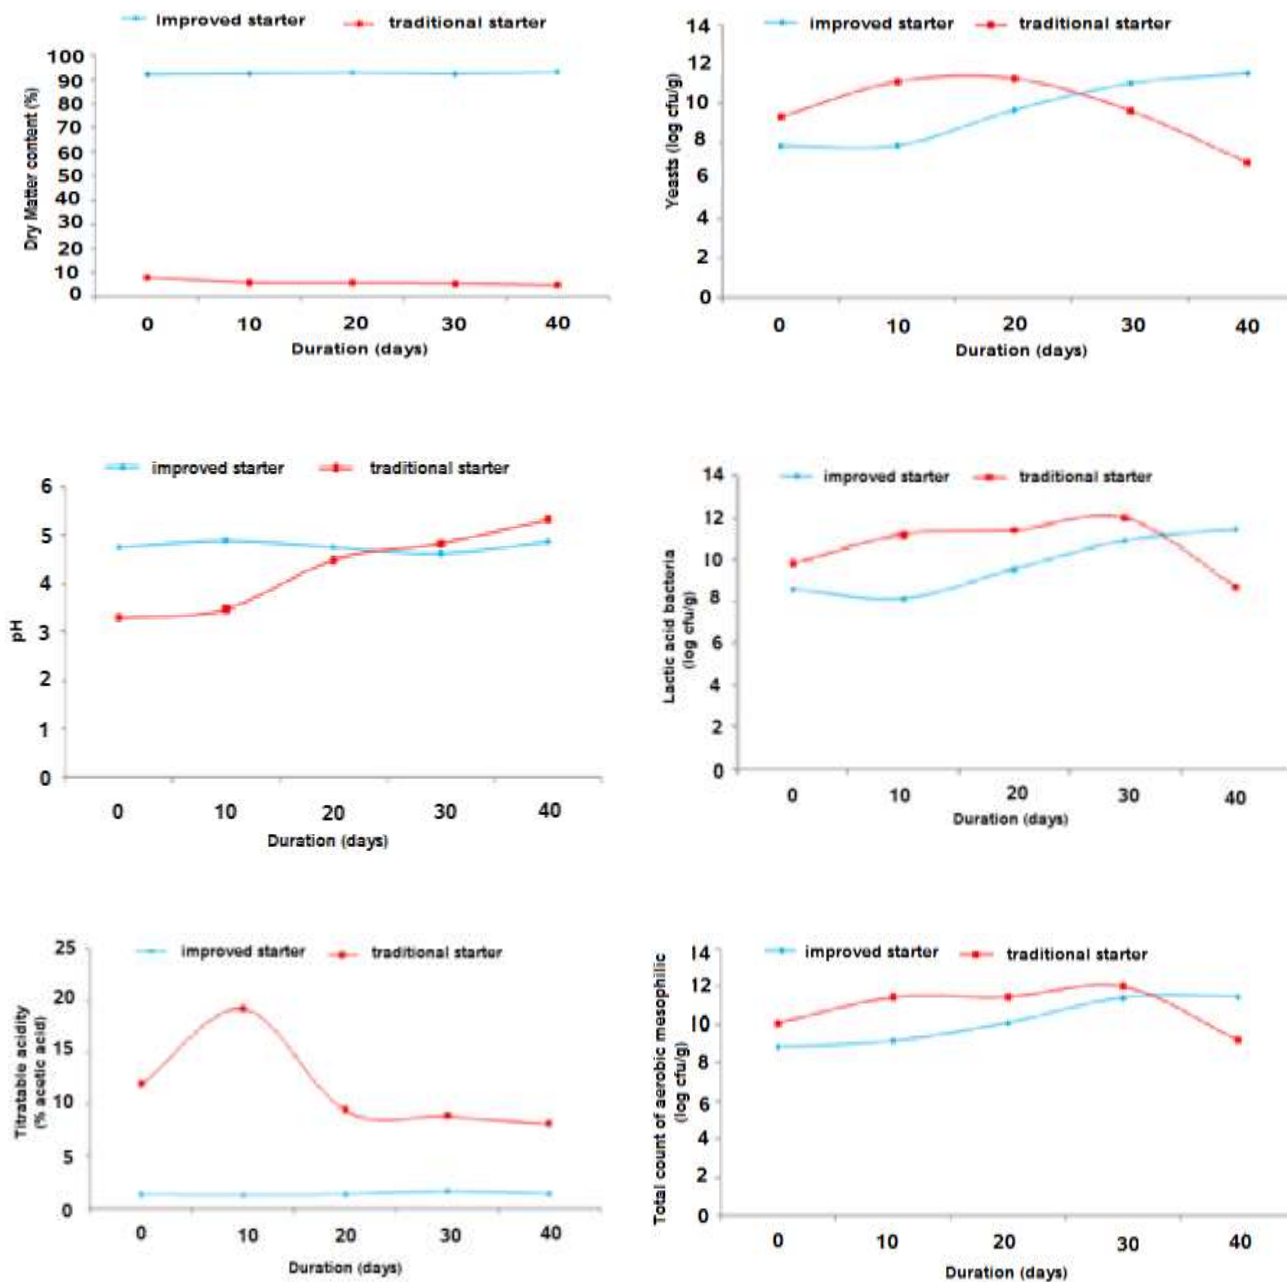 Improved starter traditional starter
100
90
80
70
60
50
40
30
20
10
0
Dry Matter content (%)
0 10 20 30 40
Duration (days)
improved starter traditional starter
14
12
10
8
6
4
2
0
Yeasts (log cfu/g)
0 10 20 30 40
Duration (days)
improved starter traditional starter
6
5
4
3
2
1
0
pH
0 10 20 30 40
Duration (days)
improved starter traditional starter
14
12
10
8
6
4
2
0
Lactic acid bacteria
(log cfu/g)
0 10 20 30 40
Duration (days)
improved starter traditional starter
25
20
15
10
5
0
Titratable acidity
(% acetic acid)
0 10 20 30 40
Duration (days)
improved starter traditional starter
14
12
10
8
6
4
2
0
Total count of aerobic mesophilic
(log cfu/g)
0 10 20 30 40
Duration (days)